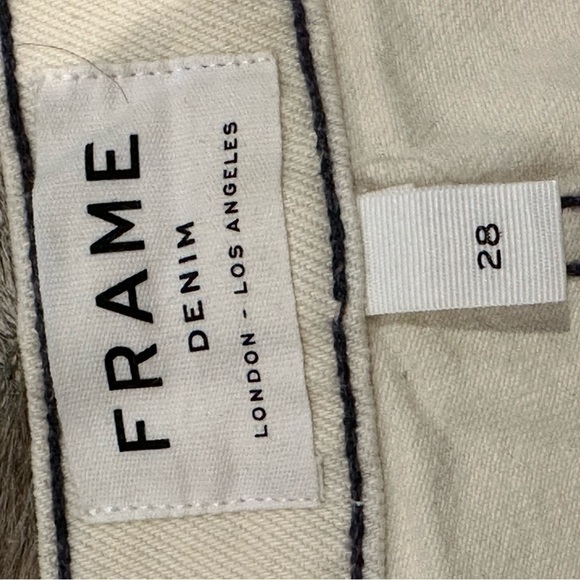 FRAME
DENIM
LONDON - LOS ANGELES
28